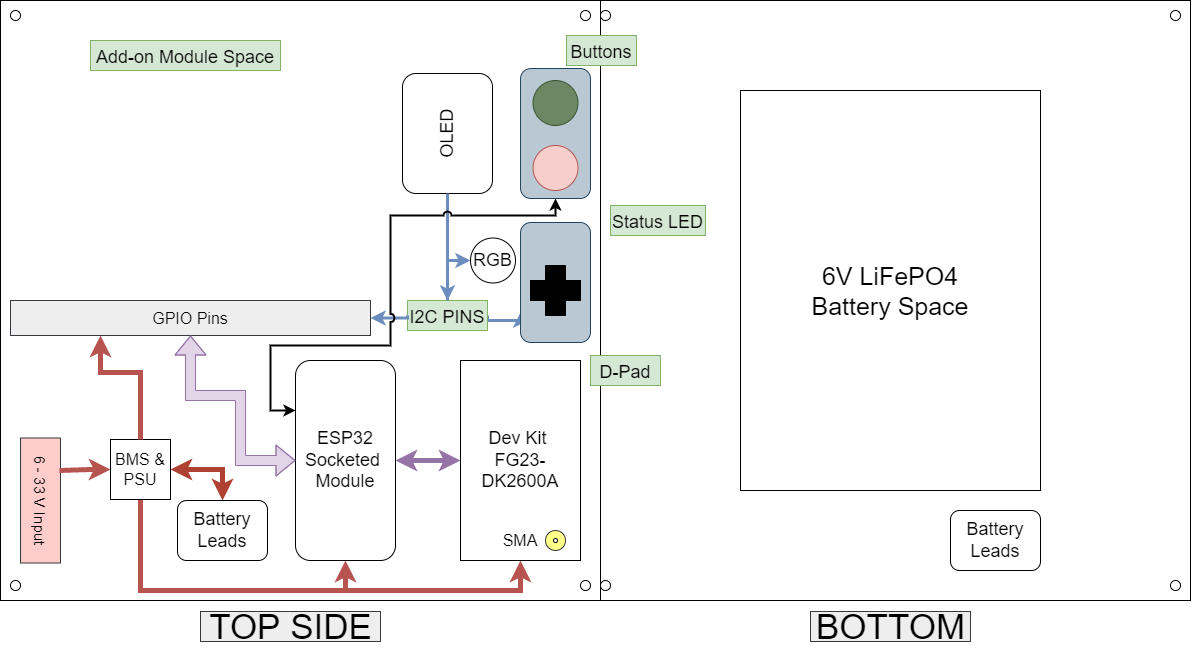 Buttons
Add-on Module Space
OLED
Status LED
RGB
6V LiFePO4
Battery Space
GPIO Pins
I2C PINS
D-Pad
ESP32
Socketed
Module
Dev Kit
FG23-
DK2600A
BMS &
PSU
6 - 33 V Input
Battery
Leads
SMA
Battery
Leads
TOP SIDE
BOTTOM